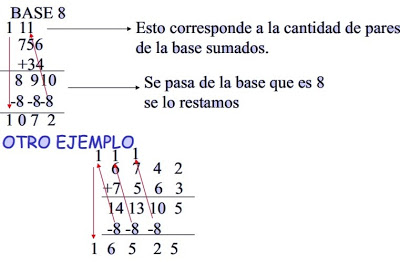 BASE 8
1 11 Esto corresponde a la cantidad de pares
756 de la base sumados.
+34
8 910 Se pasa de la base que es 8
-8 -8-8 se lo restamos
1 0 7 2
OTRO EJEMPLO
1 1 1
6 7 4 2
+7 5 6 3
14 13 10 5
-8 -8 -8
1 6 5 2 5